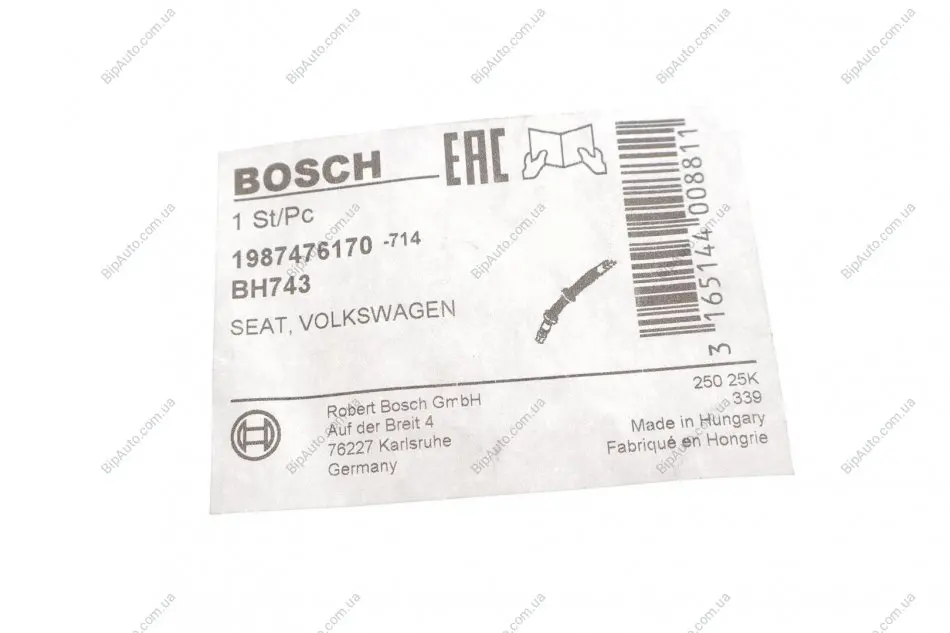 BOSCH
EAC
1 St/Pc
1987476170 -714
BH743
SEAT, VOLKSWAGEN
3 165144 008811
Robert Bosch GmbH
Auf der Breit 4
76227 Karlsruhe
Germany
250 25K
339
Made in Hungary
Fabriqué en Hongrie
BipAuto.com.ua